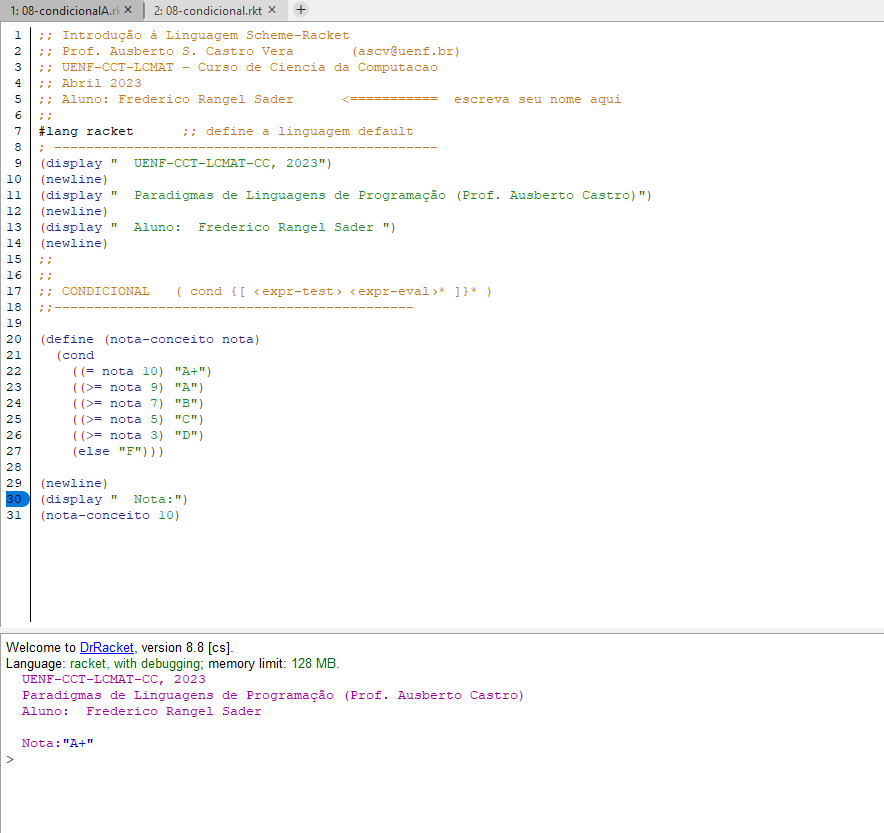 1: 08-condicionalA.rk × 2: 08-condicional.rkt × +
1 ;; Introdução à Linguagem Scheme-Racket
2 ;; Prof. Ausberto S. Castro Vera       (ascv@uenf.br)
3 ;; UENF-CCT-LCMAT - Curso de Ciencia da Computacao
4 ;; Abril 2023
5 ;; Aluno: Frederico Rangel Sader      <===========  escreva seu nome aqui
6 ;;
7 #lang racket      ;; define a linguagem default
8 ; ------------------------------------------------
9 (display "  UENF-CCT-LCMAT-CC, 2023")
10 (newline)
11 (display "  Paradigmas de Linguagens de Programação (Prof. Ausberto Castro)")
12 (newline)
13 (display "  Aluno:  Frederico Rangel Sader ")
14 (newline)
15 ;;
16 ;;
17 ;; CONDICIONAL   ( cond {[ ‹expr-test› ‹expr-eval›* ]}* )
18 ;;---------------------------------------------
19
20 (define (nota-conceito nota)
21   (cond
22     ((= nota 10) "A+")
23     ((>= nota 9) "A")
24     ((>= nota 7) "B")
25     ((>= nota 5) "C")
26     ((>= nota 3) "D")
27     (else "F")))
28
29 (newline)
30 (display "  Nota:")
31 (nota-conceito 10)
Welcome to DrRacket, version 8.8 [cs].
Language: racket, with debugging; memory limit: 128 MB.
  UENF-CCT-LCMAT-CC, 2023
  Paradigmas de Linguagens de Programação (Prof. Ausberto Castro)
  Aluno:  Frederico Rangel Sader
  Nota:"A+"
>